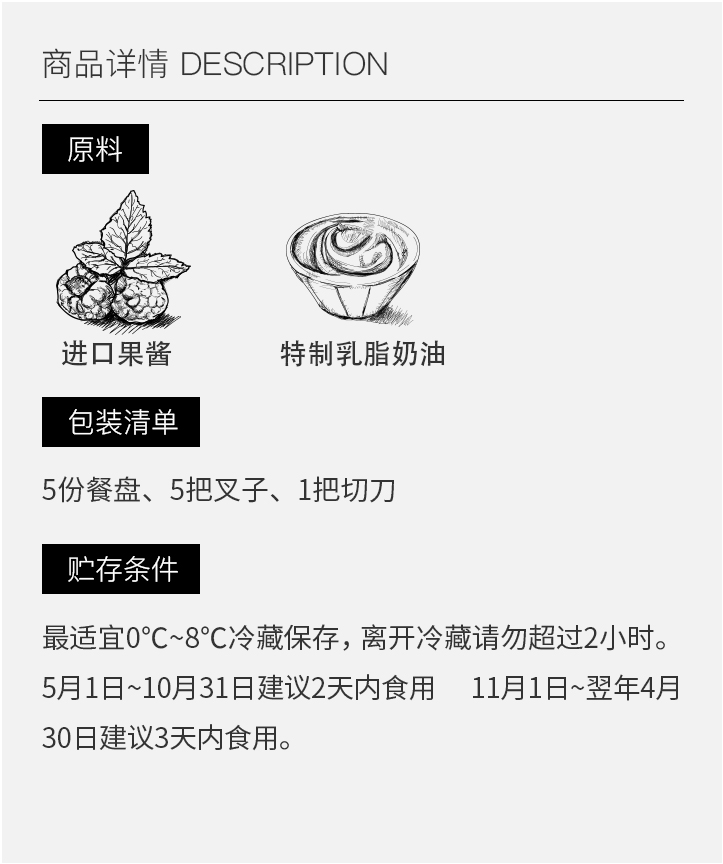 商品详情 DESCRIPTION
原料
进口果酱 特制乳脂奶油
包装清单
5份餐盘、5把叉子、1把切刀
贮存条件
最适宜0℃~8℃冷藏保存，离开冷藏请勿超过2小时。
5月1日~10月31日建议2天内食用 11月1日~翌年4月
30日建议3天内食用。